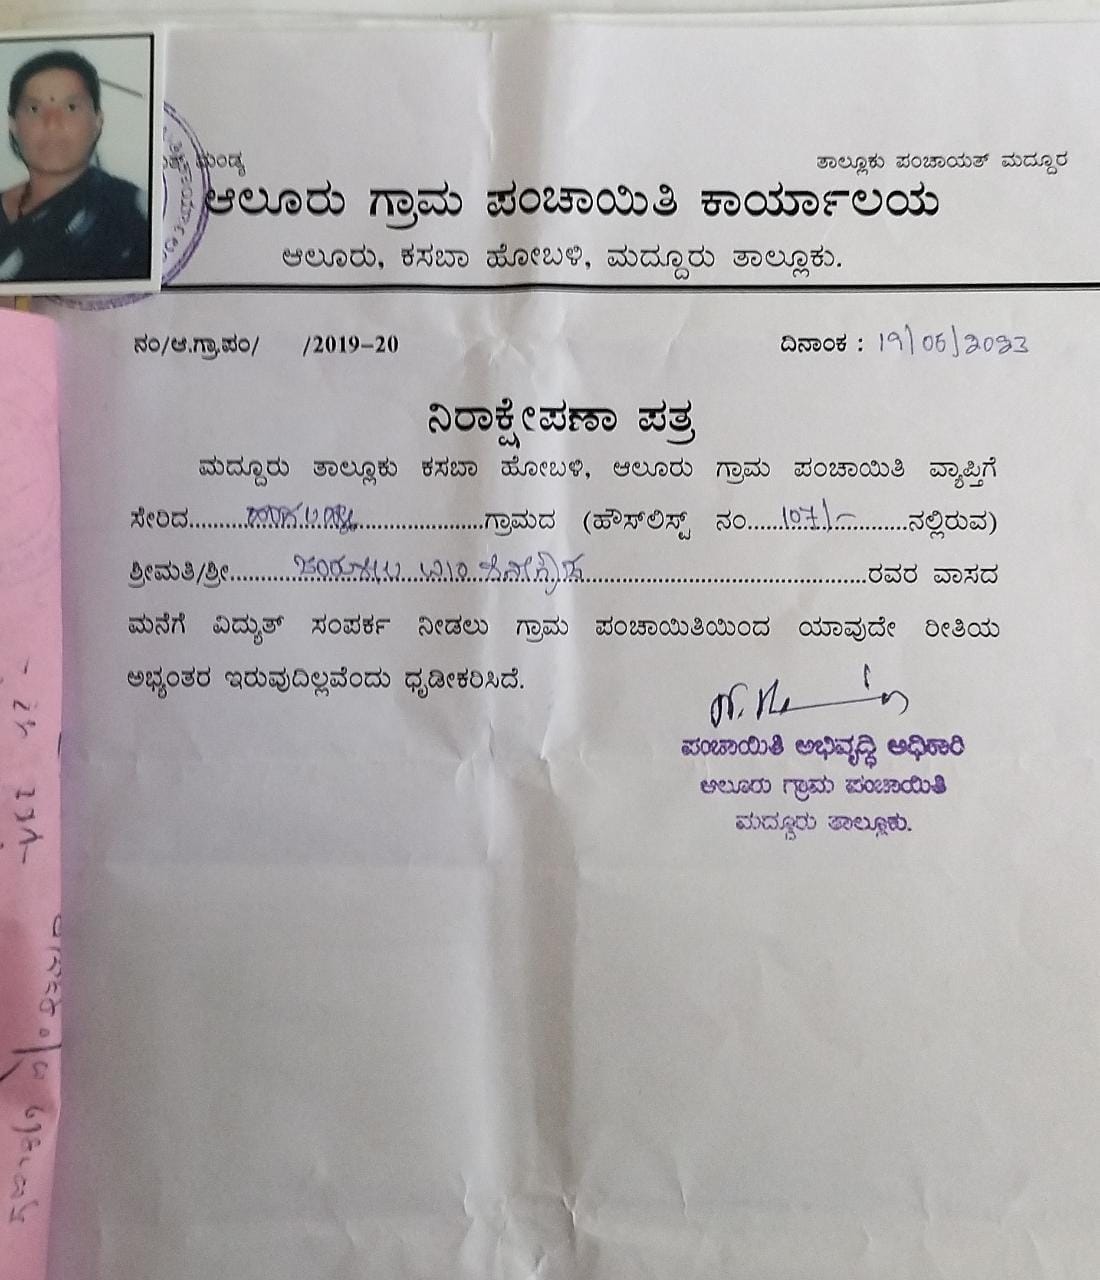 ಮಂಡ್ಯ ತಾಲ್ಲೂಕು ಪಂಚಾಯತ್ ಮದ್ದೂರ
ಆಲೂರು ಗ್ರಾಮ ಪಂಚಾಯಿತಿ ಕಾರ್ಯಾಲಯ
ಆಲೂರು, ಕಸಬಾ ಹೋಬಳಿ, ಮದ್ದೂರು ತಾಲ್ಲೂಕು.
ನಂ/ಆ.ಗ್ರಾ.ಪಂ/ /2019-20 ದಿನಾಂಕ : 19/06/2023
ನಿರಾಕ್ಷೇಪಣಾ ಪತ್ರ
ಮದ್ದೂರು ತಾಲ್ಲೂಕು ಕಸಬಾ ಹೋಬಳಿ, ಆಲೂರು ಗ್ರಾಮ ಪಂಚಾಯಿತಿ ವ್ಯಾಪ್ತಿಗೆ
ಸೇರಿದ....................ಗ್ರಾಮದ (ಹೌಸ್‌ಲಿಸ್ಟ್ ನಂ.....107/-.........ನಲ್ಲಿರುವ)
ಶ್ರೀಮತಿ/ಶ್ರೀ....................ರವರ ವಾಸದ
ಮನೆಗೆ ವಿದ್ಯುತ್ ಸಂಪರ್ಕ ನೀಡಲು ಗ್ರಾಮ ಪಂಚಾಯಿತಿಯಿಂದ ಯಾವುದೇ ರೀತಿಯ
ಅಭ್ಯಂತರ ಇರುವುದಿಲ್ಲವೆಂದು ಧೃಡೀಕರಿಸಿದೆ.
ಪಂಚಾಯಿತಿ ಅಭಿವೃದ್ಧಿ ಅಧಿಕಾರಿ
ಆಲೂರು ಗ್ರಾಮ ಪಂಚಾಯಿತಿ
ಮದ್ದೂರು ತಾಲ್ಲೂಕು.